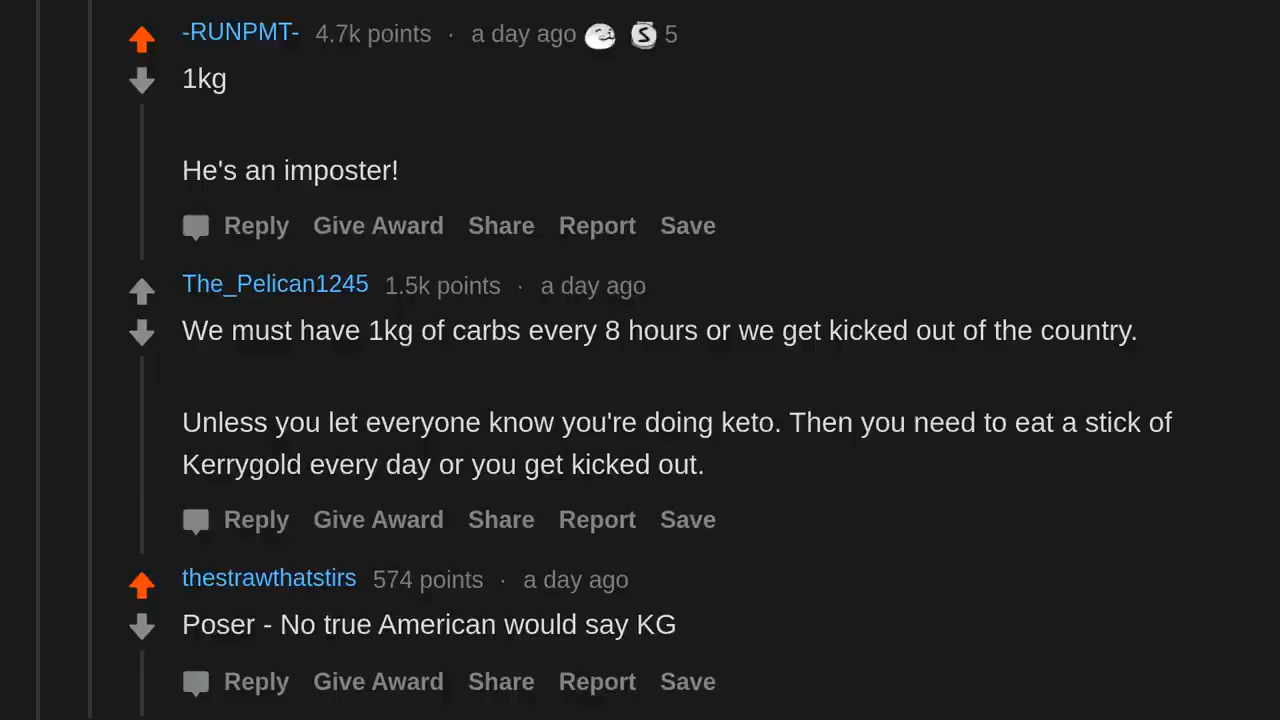 -RUNPMT- 4.7k points · a day ago S 5
1kg
He's an imposter!
Reply Give Award Share Report Save
The_Pelican1245 1.5k points · a day ago
We must have 1kg of carbs every 8 hours or we get kicked out of the country.
Unless you let everyone know you're doing keto. Then you need to eat a stick of
Kerrygold every day or you get kicked out.
Reply Give Award Share Report Save
thestrawthatstirs 574 points · a day ago
Poser - No true American would say KG
Reply Give Award Share Report Save